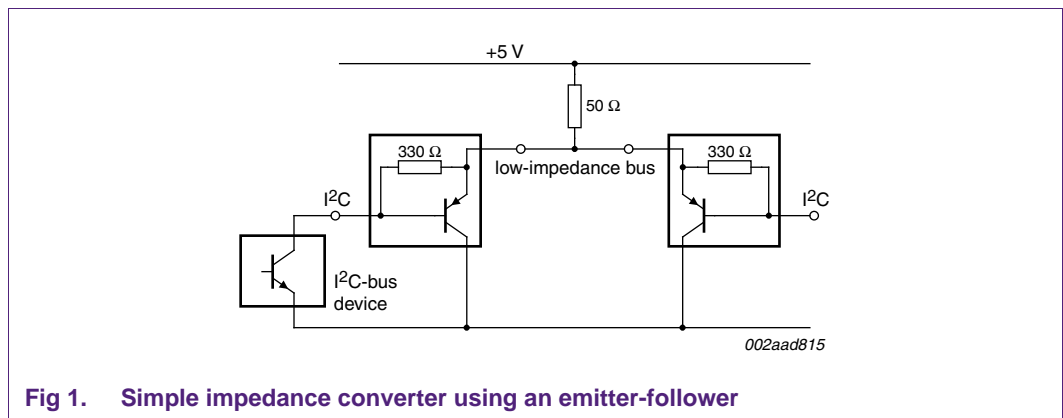 +5 V
50 Ω
330 Ω
330 Ω
low-impedance bus
I²C
I²C
I²C-bus
device
002aad815
Fig 1. Simple impedance converter using an emitter-follower